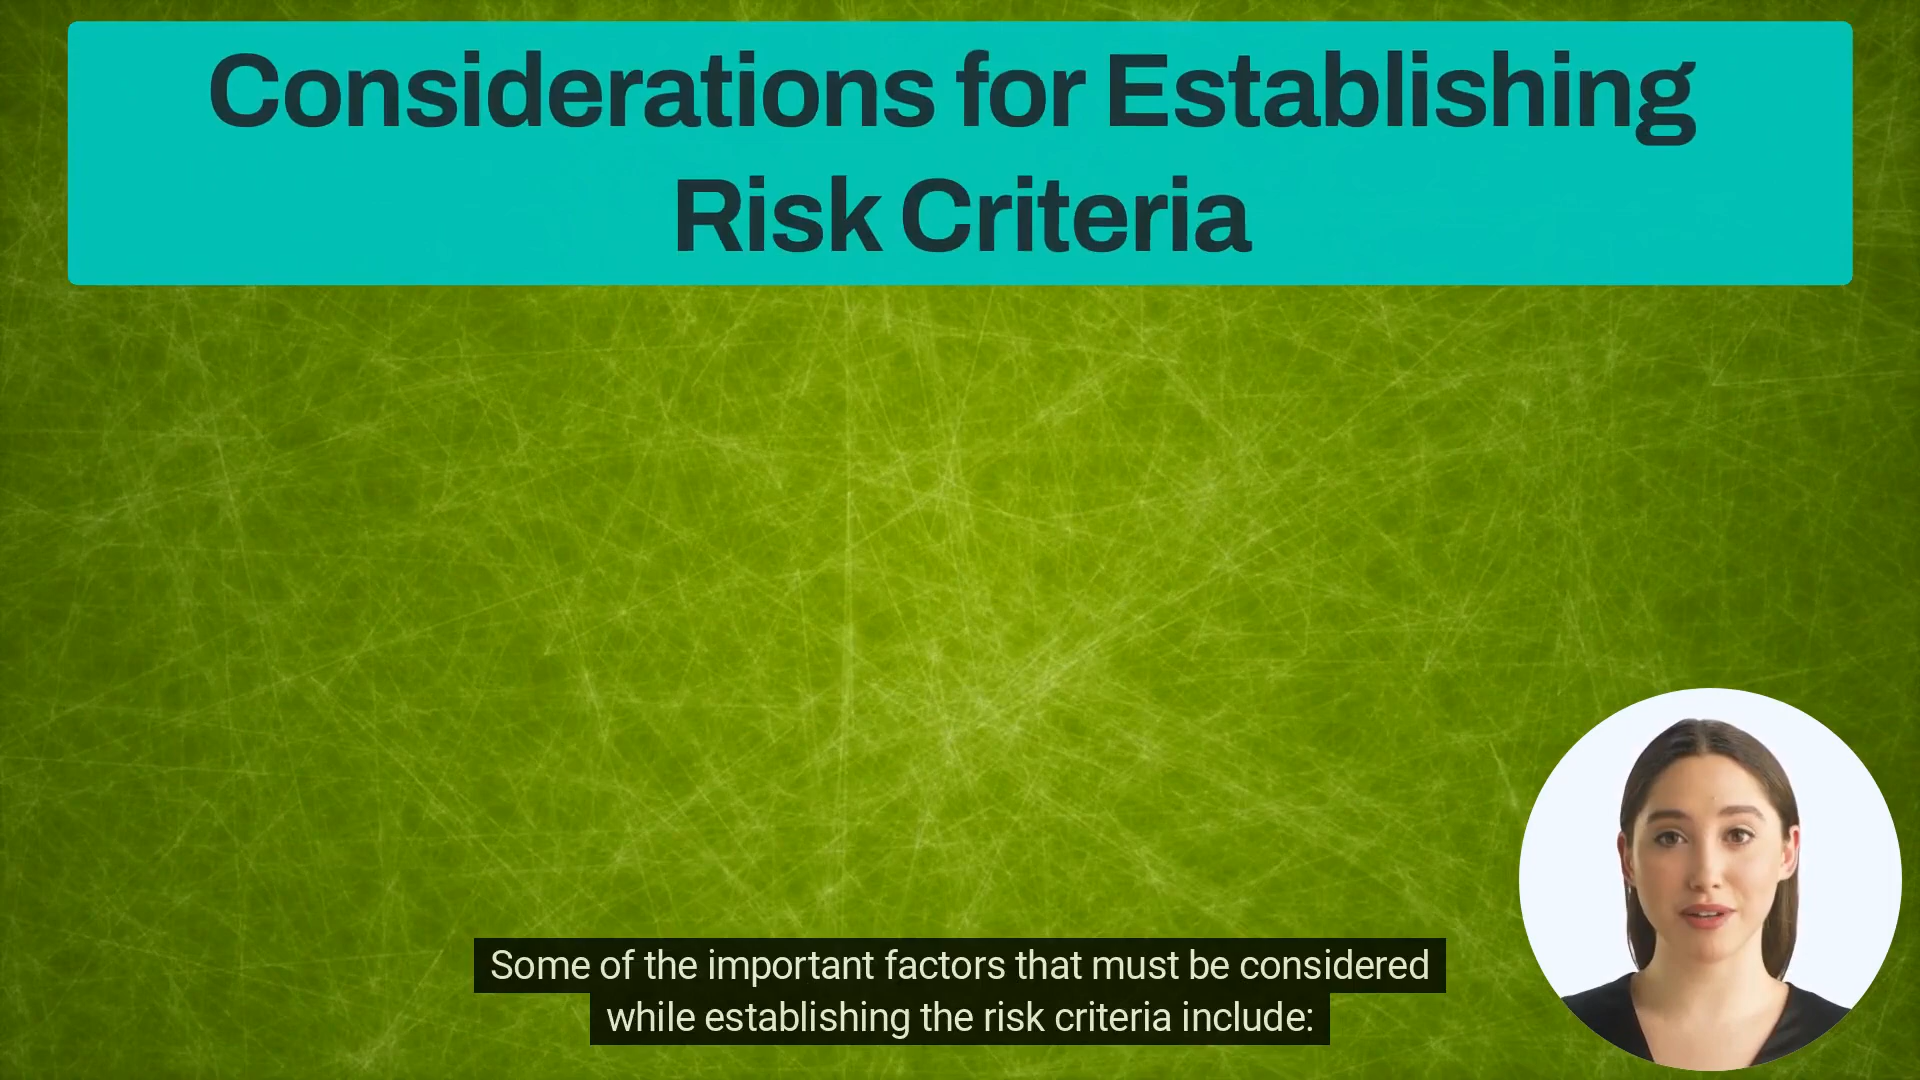 Considerations for Establishing
Risk Criteria
Some of the important factors that must be considered
while establishing the risk criteria include: